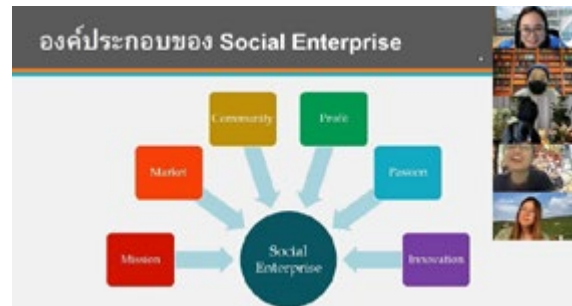 องค์ประกอบของ Social Enterprise
Community
Profit
Market
Passion
Mission
Social
Enterprise
Innovation